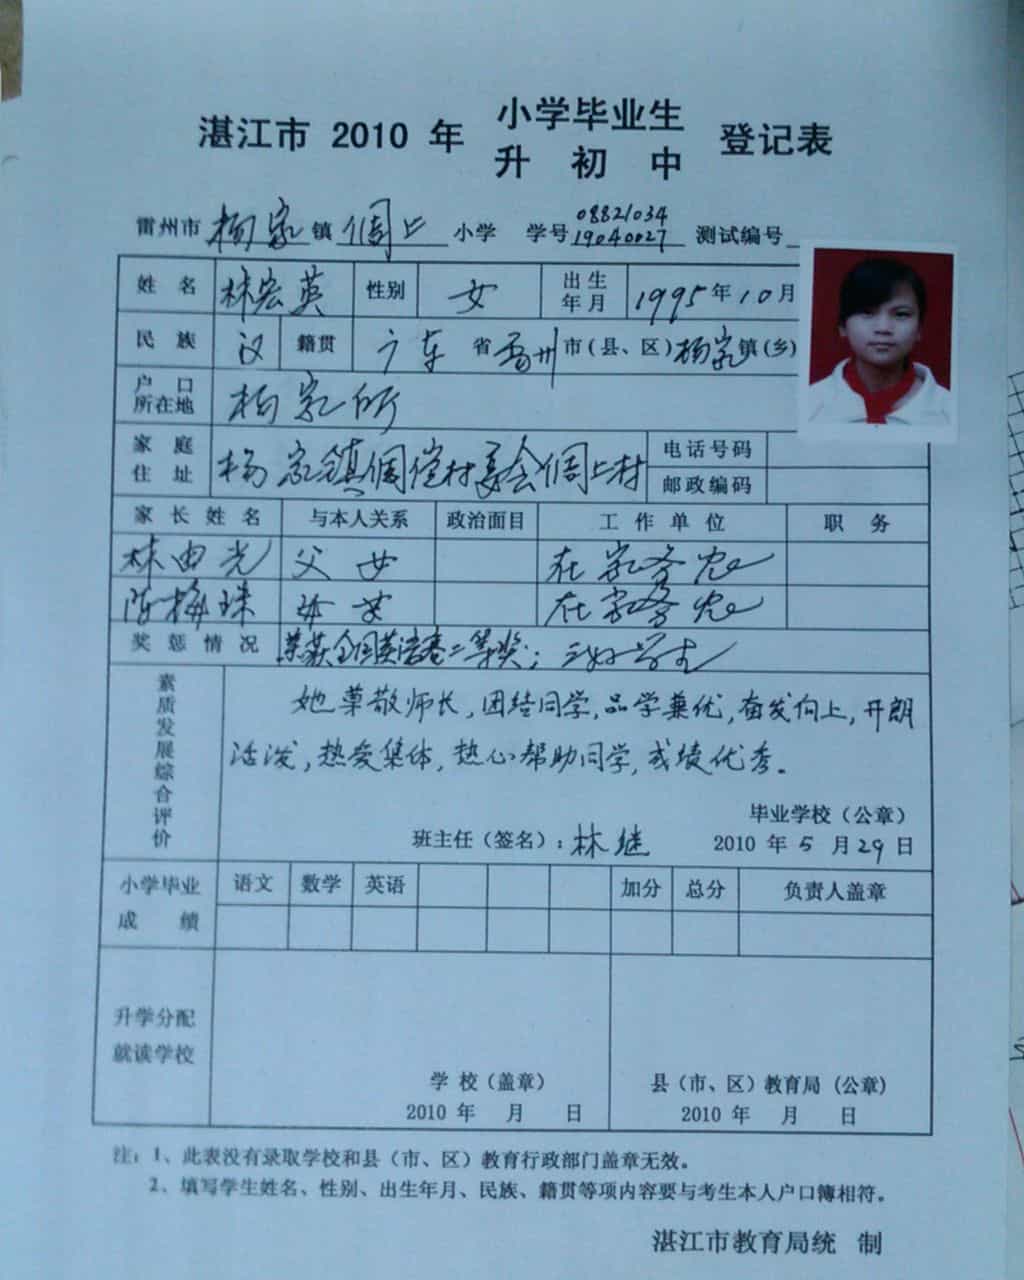 湛江市 2010 年 小学毕业生 升初中 登记表
雷州市 杨家 镇 倜上 小学 学号 08821034 19040027 测试编号
姓名 林宏英 性别 女 出生年月 1995年10月
民族 汉 籍贯 广东 省 雷州 市(县、区) 杨家 镇(乡)
户口所在地 杨家所
家庭住址 杨家镇倜 村委会倜上村 电话号码
邮政编码
家长姓名 与本人关系 政治面目 工作单位 职务
林由光 父女 在家务农
陈梅珠 母女 在家务农
奖惩情况 荣获全国英语赛二等奖；三好学生
素质发展综合评价
她尊敬师长，团结同学，品学兼优，奋发向上，开朗
活泼，热爱集体，热心帮助同学，成绩优秀。
毕业学校（公章）
班主任（签名）：林继 2010 年 5 月 29 日
小学毕业成绩 语文 数学 英语 加分 总分 负责人盖章
升学分配
就读学校
学校（盖章） 县（市、区）教育局（公章）
2010 年 月 日 2010 年 月 日
注：1、此表没有录取学校和县（市、区）教育行政部门盖章无效。
2、填写学生姓名、性别、出生年月、民族、籍贯等项内容要与考生本人户口簿相符。
湛江市教育局统 制